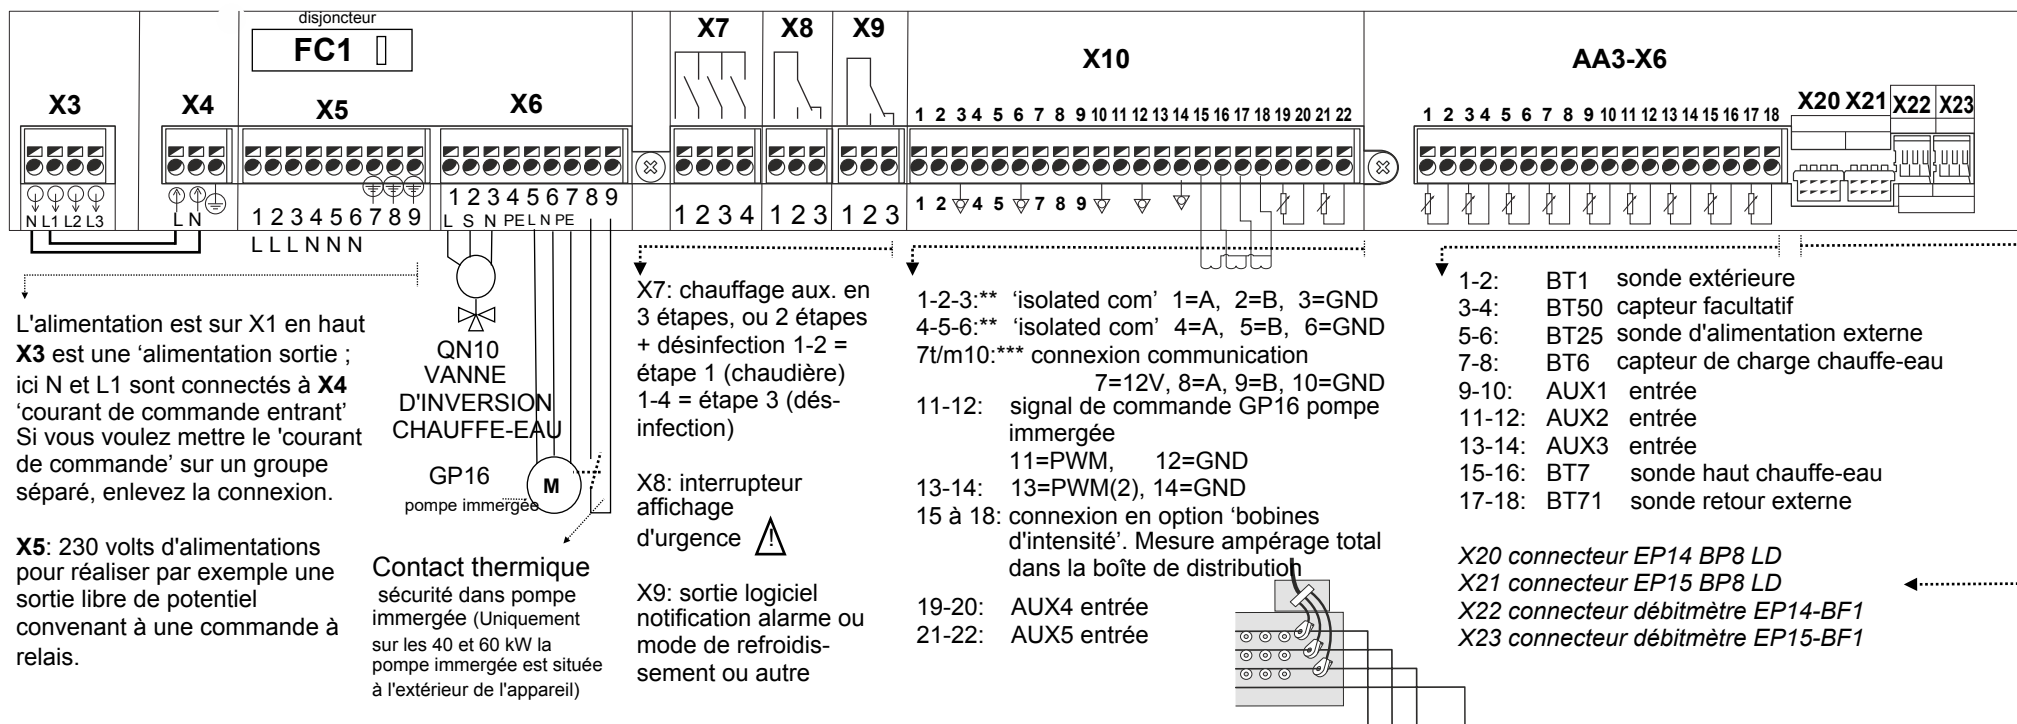 disjoncteur
FC1
X3
X4
X5
X6
X7
X8
X9
X10
AA3-X6
X20 X21 X22 X23
1 2 3 4 5 6 7 8 9 10 11 12 13 14 15 16 17 18 19 20 21 22
1 2 3 4 5 6 7 8 9 10 11 12 13 14 15 16 17 18
N L1 L2 L3
L N
1 2 3 4 5 6 7 8 9
L L L N N N
1 2 3 4 5 6 7 8 9
L S N PE L N PE
1 2 3 4
1 2 3
1 2 3
1 2 4 5 7 8 9
L'alimentation est sur X1 en haut
X3 est une ‘alimentation sortie ;
ici N et L1 sont connectés à X4
‘courant de commande entrant’
Si vous voulez mettre le 'courant
de commande’ sur un groupe
séparé, enlevez la connexion.
X5: 230 volts d'alimentations
pour réaliser par exemple une
sortie libre de potentiel
convenant à une commande à
relais.
QN10
VANNE
D'INVERSION
CHAUFFE-EAU
GP16
pompe immergée
M
Contact thermique
sécurité dans pompe
immergée (Uniquement
sur les 40 et 60 kW la
pompe immergée est située
à l'extérieur de l'appareil)
X7: chauffage aux. en
3 étapes, ou 2 étapes
+ désinfection 1-2 =
étape 1 (chaudière)
1-4 = étape 3 (dés-
infection)
X8: interrupteur
affichage
d'urgence
X9: sortie logiciel
notification alarme ou
mode de refroidis-
sement ou autre
1-2-3:** ‘isolated com’ 1=A, 2=B, 3=GND
4-5-6:** ‘isolated com’ 4=A, 5=B, 6=GND
7t/m10:*** connexion communication
7=12V, 8=A, 9=B, 10=GND
11-12: signal de commande GP16 pompe
immergée
11=PWM, 12=GND
13-14: 13=PWM(2), 14=GND
15 à 18: connexion en option ‘bobines
d'intensité’. Mesure ampérage total
dans la boîte de distribution
19-20: AUX4 entrée
21-22: AUX5 entrée
1-2: BT1 sonde extérieure
3-4: BT50 capteur facultatif
5-6: BT25 sonde d'alimentation externe
7-8: BT6 capteur de charge chauffe-eau
9-10: AUX1 entrée
11-12: AUX2 entrée
13-14: AUX3 entrée
15-16: BT7 sonde haut chauffe-eau
17-18: BT71 sonde retour externe
X20 connecteur EP14 BP8 LD
X21 connecteur EP15 BP8 LD
X22 connecteur débitmètre EP14-BF1
X23 connecteur débitmètre EP15-BF1